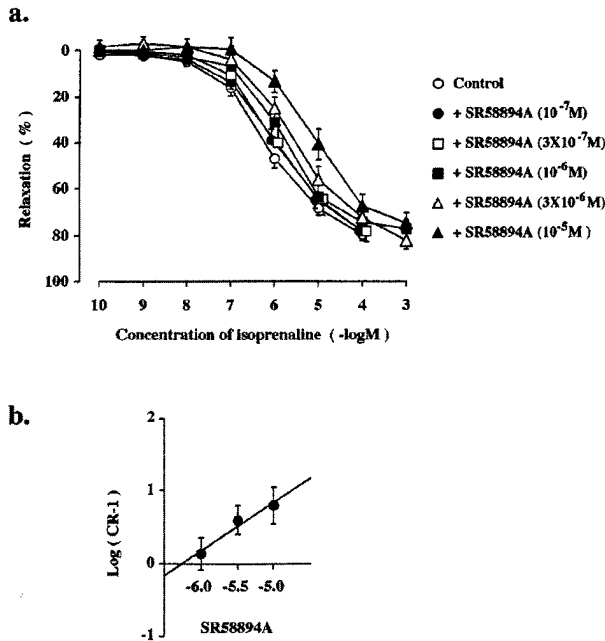 a.
0
20
40
60
80
100
Relaxation (%)
10 9 8 7 6 5 4 3
Concentration of isoprenaline (-logM)
Control
+ SR58894A (10⁻⁷M)
+ SR58894A (3X10⁻⁷M)
+ SR58894A (10⁻⁶M)
+ SR58894A (3X10⁻⁶M)
+ SR58894A (10⁻⁵M)
b.
2
1
0
-1
Log (CR-1)
-6.0 -5.5 -5.0
SR58894A